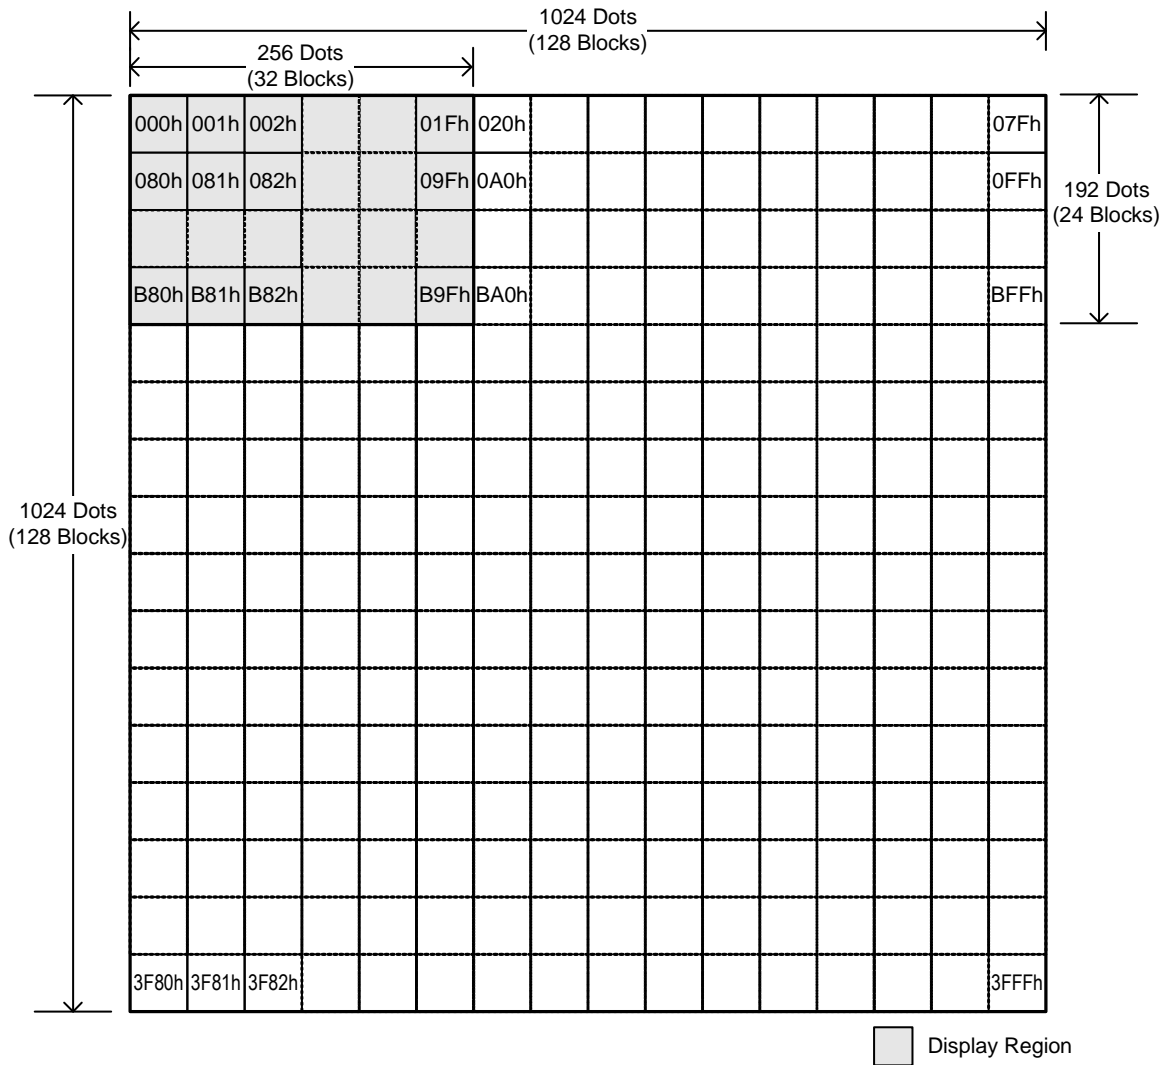 1024 Dots
(128 Blocks)
256 Dots
(32 Blocks)
000h 001h 002h 01Fh 020h 07Fh
080h 081h 082h 09Fh 0A0h 0FFh
192 Dots
(24 Blocks)
B80h B81h B82h B9Fh BA0h BFFh
1024 Dots
(128 Blocks)
3F80h 3F81h 3F82h 3FFFh
Display Region